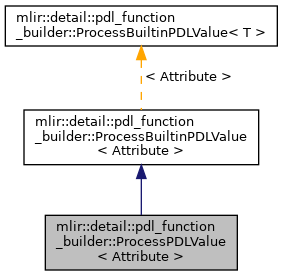 mlir::detail::pdl_function
_builder::ProcessBuiltinPDLValue< T >
< Attribute >
mlir::detail::pdl_function
_builder::ProcessBuiltinPDLValue
< Attribute >
mlir::detail::pdl_function
_builder::ProcessPDLValue
< Attribute >